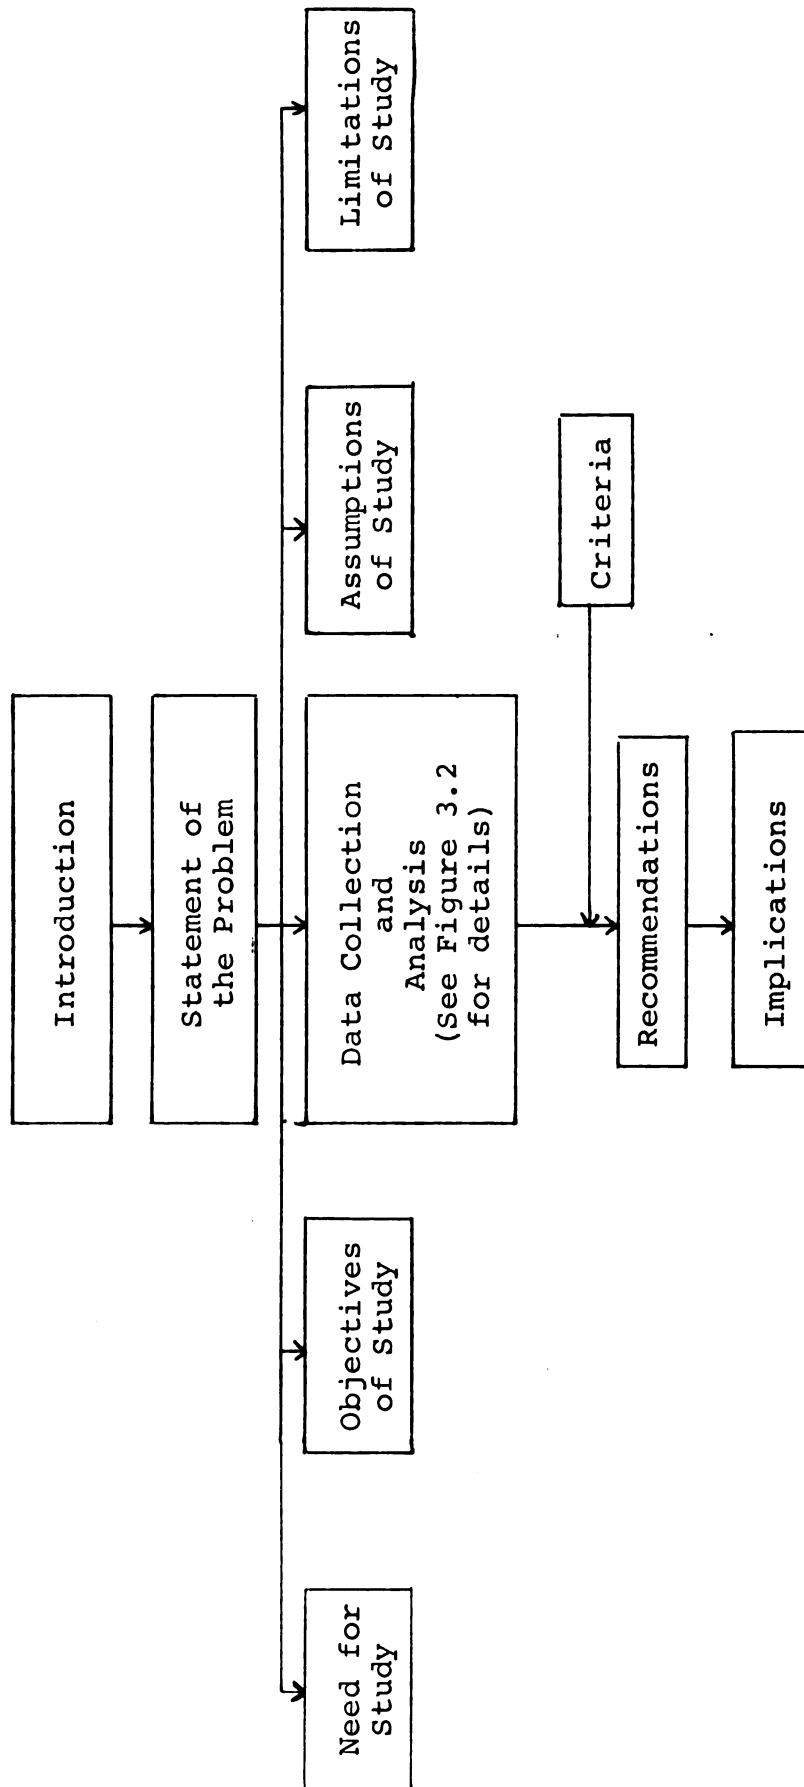 Introduction
Statement of
the Problem
Need for
Study
Objectives
of Study
Data Collection
and
Analysis
(See Figure 3.2
for details)
Assumptions
of Study
Limitations
of Study
Criteria
Recommendations
Implications